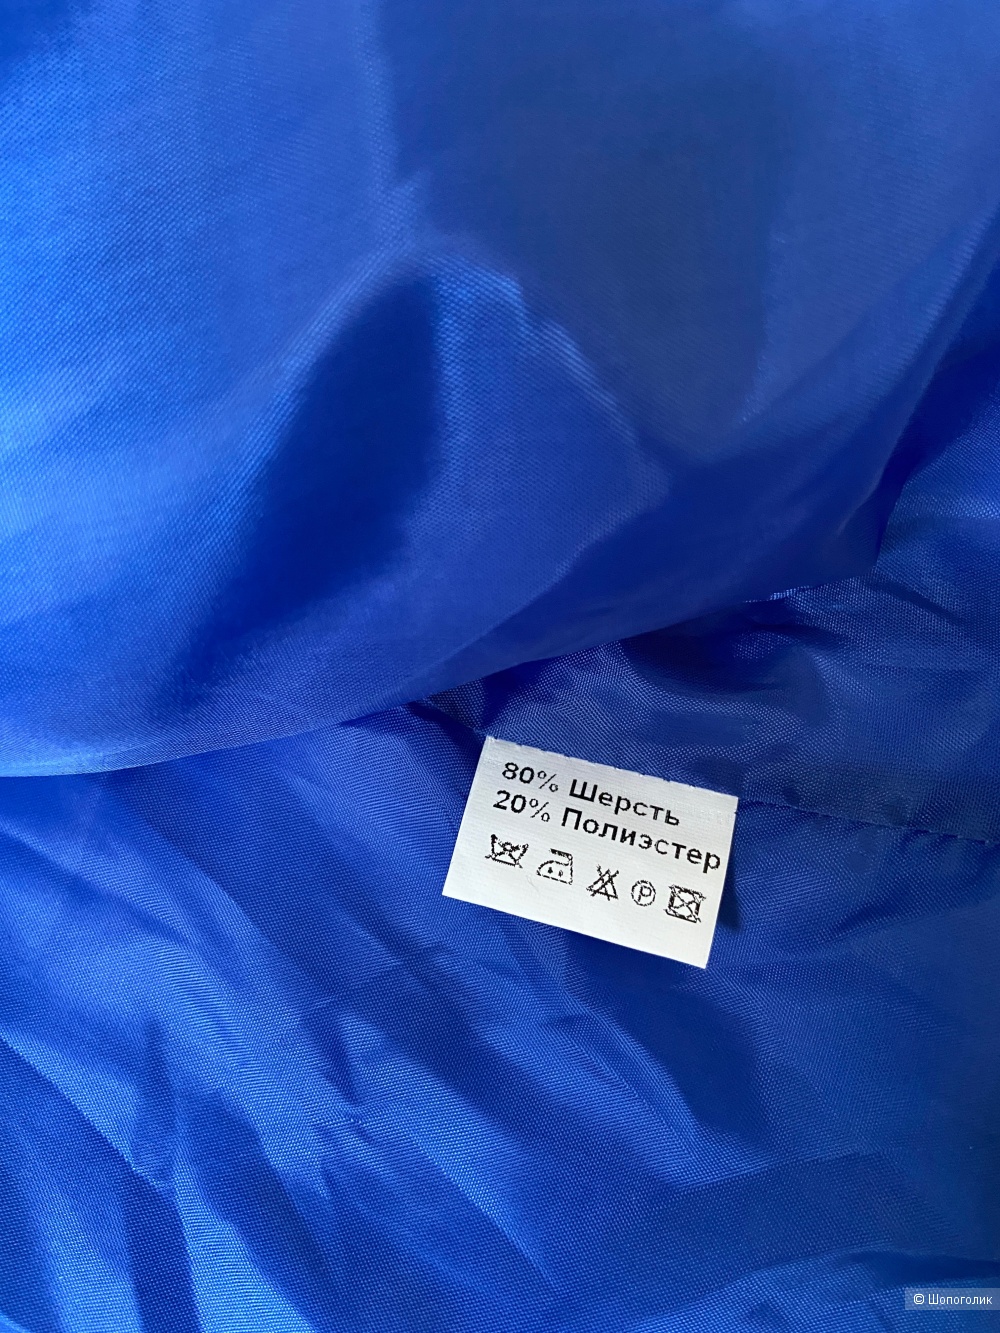 80% Шерсть
20% Полиэстер
P
© Шопоголик